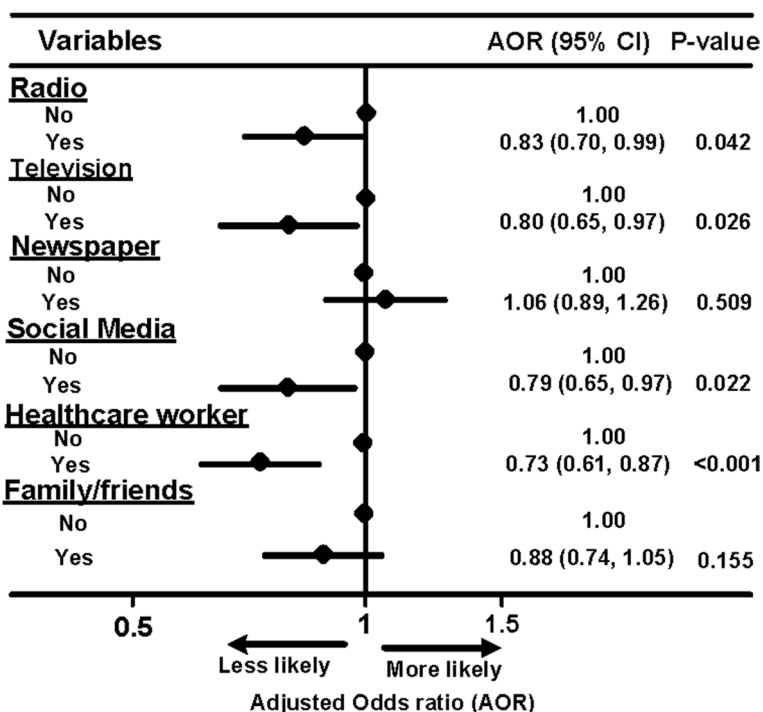 Variables AOR (95% CI) P-value
Radio
No 1.00
Yes 0.83 (0.70, 0.99) 0.042
Television
No 1.00
Yes 0.80 (0.65, 0.97) 0.026
Newspaper
No 1.00
Yes 1.06 (0.89, 1.26) 0.509
Social Media
No 1.00
Yes 0.79 (0.65, 0.97) 0.022
Healthcare worker
No 1.00
Yes 0.73 (0.61, 0.87) <0.001
Family/friends
No 1.00
Yes 0.88 (0.74, 1.05) 0.155
0.5 1 1.5
Less likely More likely
Adjusted Odds ratio (AOR)